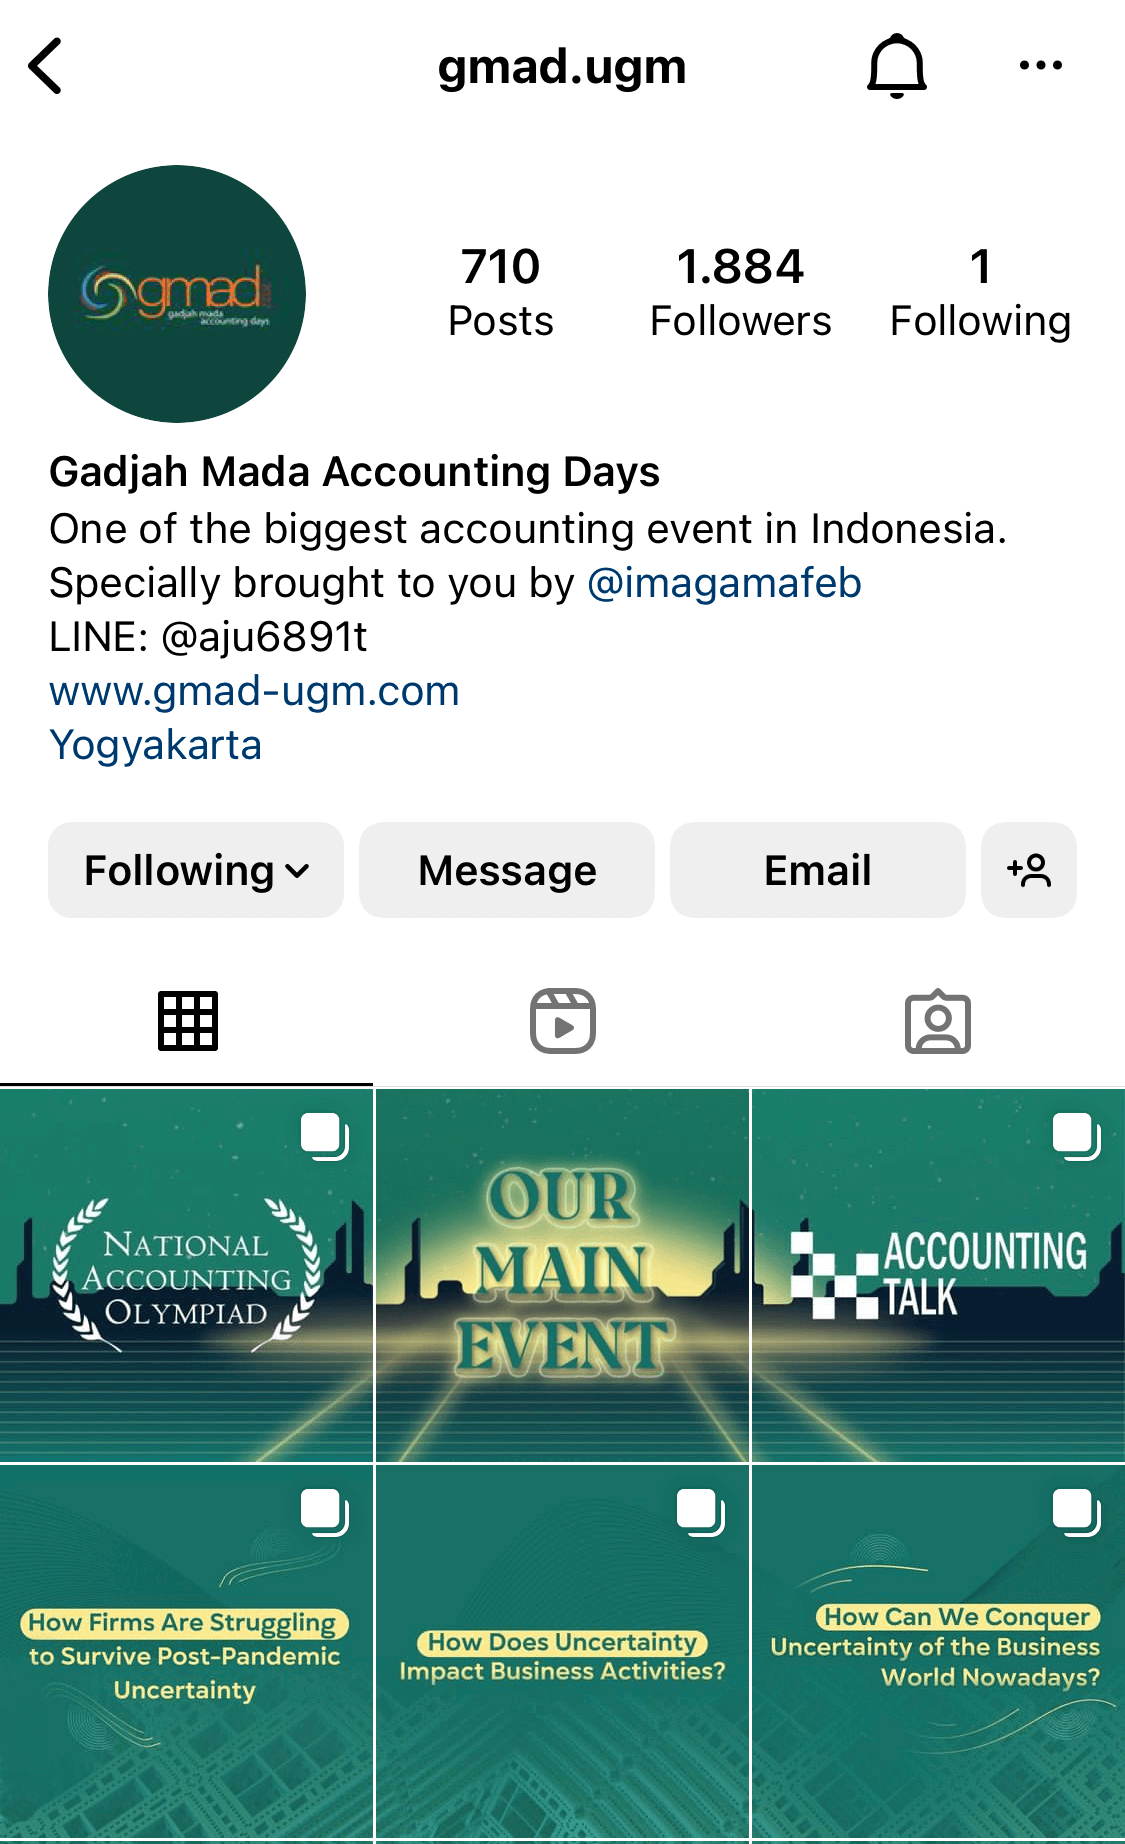 gmad.ugm
gmad
gadjah mada
accounting days
710
Posts
1.884
Followers
1
Following
Gadjah Mada Accounting Days
One of the biggest accounting event in Indonesia.
Specially brought to you by @imagamafeb
LINE: @aju6891t
www.gmad-ugm.com
Yogyakarta
Following
Message
Email
NATIONAL
ACCOUNTING
OLYMPIAD
OUR
MAIN
EVENT
ACCOUNTING
TALK
How Firms Are Struggling
to Survive Post-Pandemic
Uncertainty
How Does Uncertainty
Impact Business Activities?
How Can We Conquer
Uncertainty of the Business
World Nowadays?